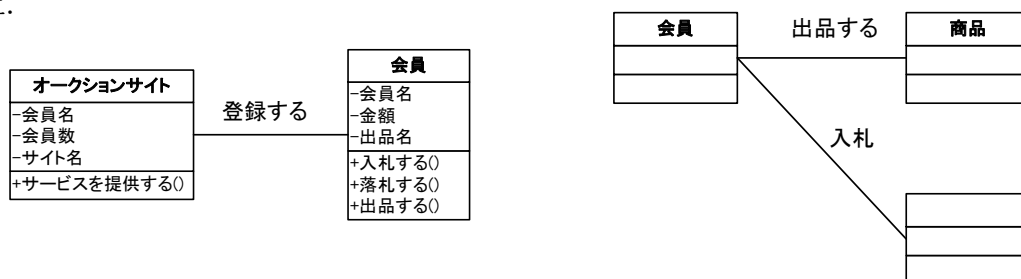 オークションサイト
-会員名
-会員数
-サイト名
+サービスを提供する()
登録する
会員
-会員名
-金額
-出品名
+入札する()
+落札する()
+出品する()
会員
出品する
商品
入札